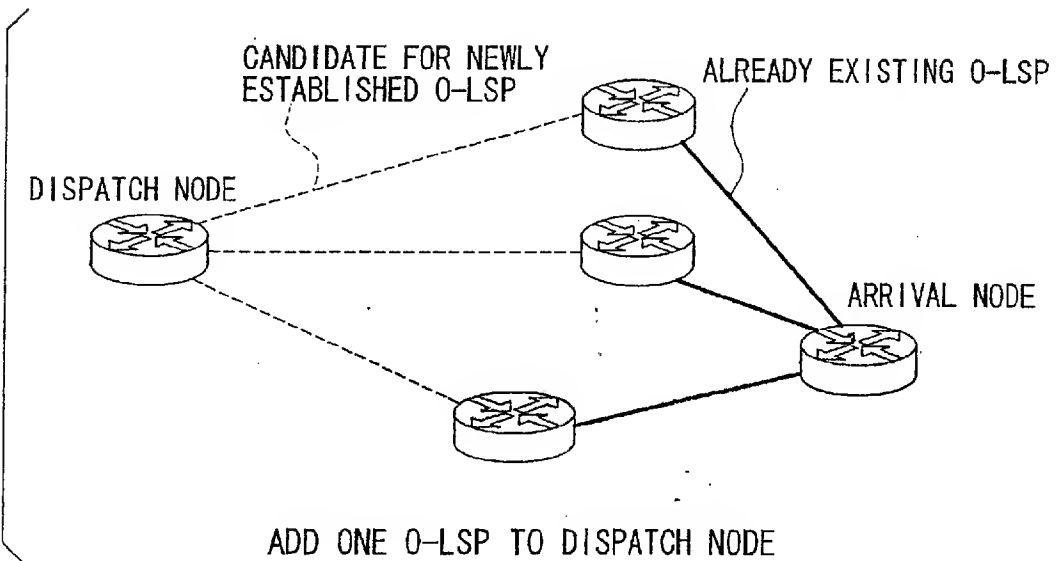 CANDIDATE FOR NEWLY
ESTABLISHED O-LSP
ALREADY EXISTING O-LSP
DISPATCH NODE
ARRIVAL NODE
ADD ONE O-LSP TO DISPATCH NODE